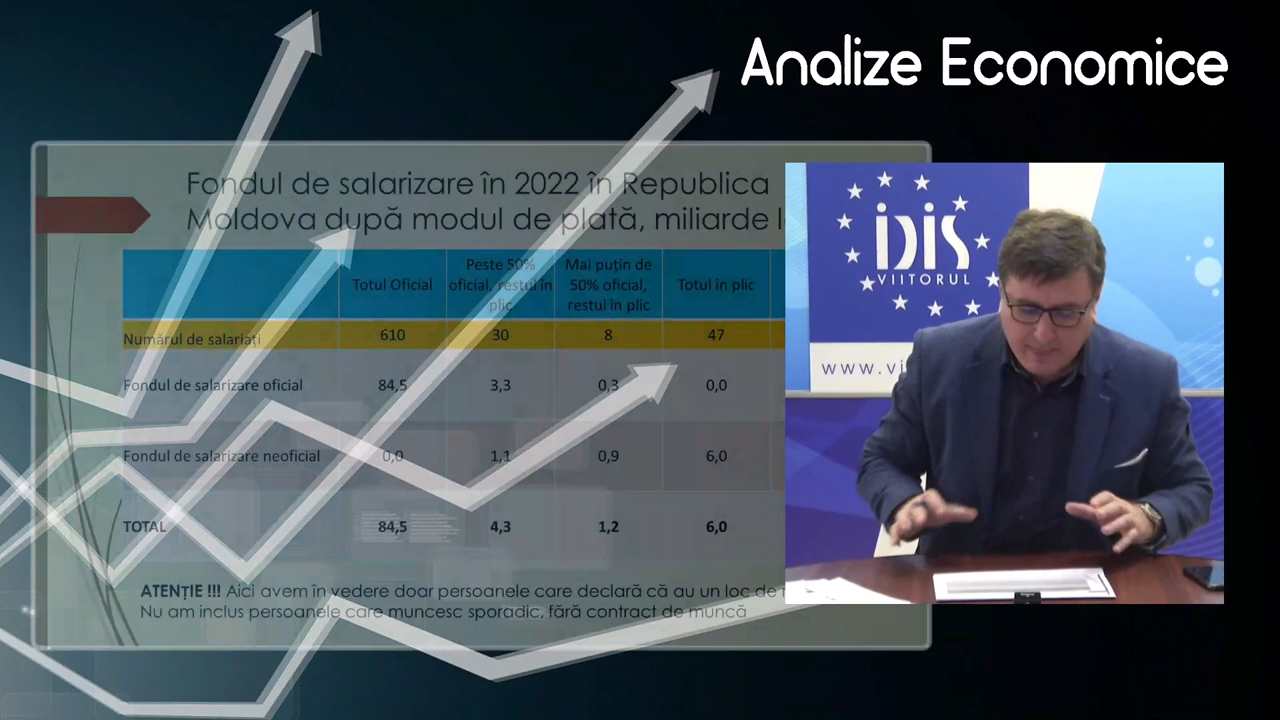 Analize Economice
Fondul de salarizare în 2022 în Republica
Moldova după modul de plată, miliarde
Totul Oficial
Peste 50% oficial, restul în plic
Mai puțin de 50% oficial, restul în plic
Totul în plic
Numărul de salariați 610 30 8 47
Fondul de salarizare oficial 84,5 3,3 0,3 0,0
Fondul de salarizare neoficial 0,0 1,1 0,9 6,0
TOTAL 84,5 4,3 1,2 6,0
ATENȚIE !!! Aici avem în vedere doar persoanele care declară că au un loc de
Nu am inclus persoanele care muncesc sporadic, fără contract de muncă
IDIS
VIITORUL
www.vi